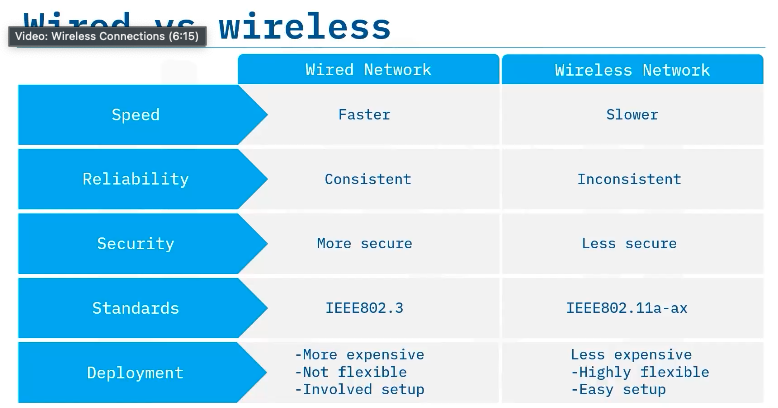 Wired vs wireless
Video: Wireless Connections (6:15)
Wired Network
Wireless Network
Speed
Faster
Slower
Reliability
Consistent
Inconsistent
Security
More secure
Less secure
Standards
IEEE802.3
IEEE802.11a-ax
Deployment
-More expensive
-Not flexible
-Involved setup
Less expensive
-Highly flexible
-Easy setup